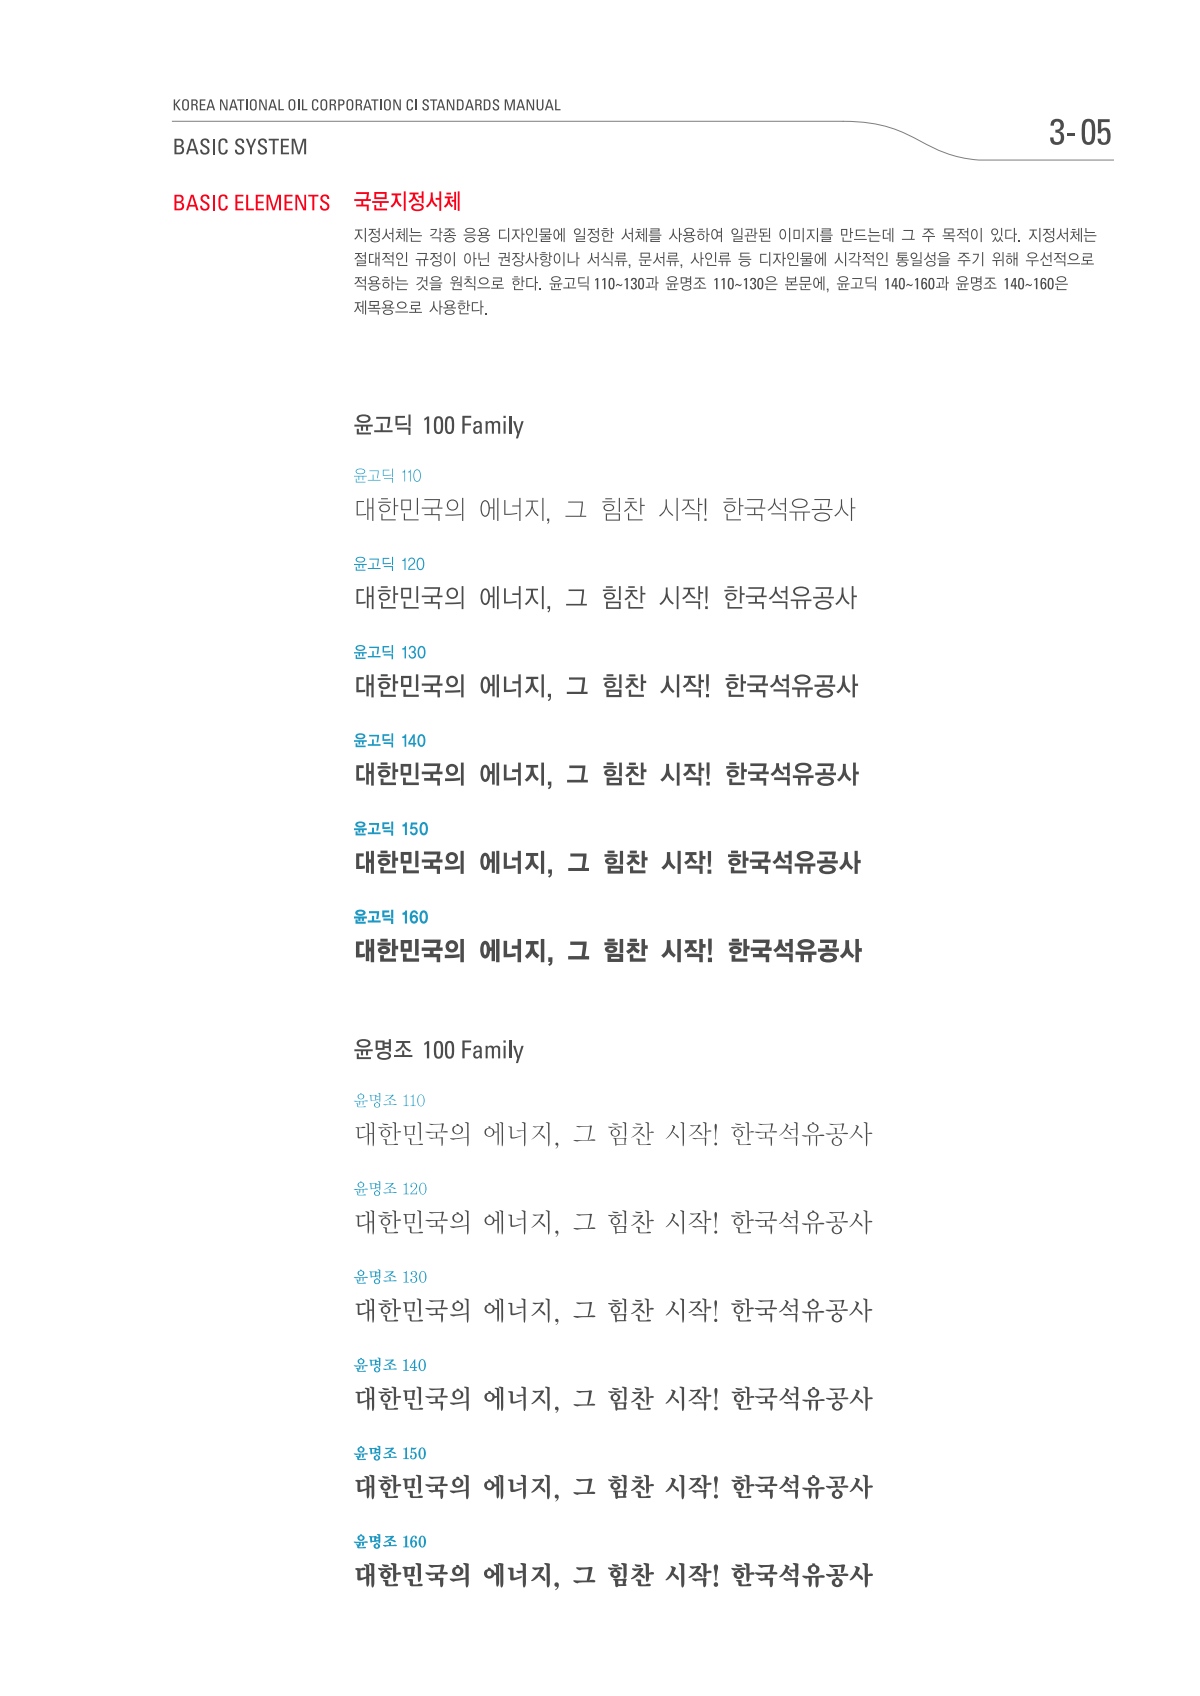 KOREA NATIONAL OIL CORPORATION CI STANDARDS MANUAL
BASIC SYSTEM
3-05
BASIC ELEMENTS
국문지정서체
지정서체는 각종 응용 디자인물에 일정한 서체를 사용하여 일관된 이미지를 만드는데 그 주 목적이 있다. 지정서체는
절대적인 규정이 아닌 권장사항이나 서식류, 문서류, 사인류 등 디자인물에 시각적인 통일성을 주기 위해 우선적으로
적용하는 것을 원칙으로 한다. 윤고딕 110~130과 윤명조 110~130은 본문에, 윤고딕 140~160과 윤명조 140~160은
제목용으로 사용한다.
윤고딕 100 Family
윤고딕 110
대한민국의 에너지, 그 힘찬 시작! 한국석유공사
윤고딕 120
대한민국의 에너지, 그 힘찬 시작! 한국석유공사
윤고딕 130
대한민국의 에너지, 그 힘찬 시작! 한국석유공사
윤고딕 140
대한민국의 에너지, 그 힘찬 시작! 한국석유공사
윤고딕 150
대한민국의 에너지, 그 힘찬 시작! 한국석유공사
윤고딕 160
대한민국의 에너지, 그 힘찬 시작! 한국석유공사
윤명조 100 Family
윤명조 110
대한민국의 에너지, 그 힘찬 시작! 한국석유공사
윤명조 120
대한민국의 에너지, 그 힘찬 시작! 한국석유공사
윤명조 130
대한민국의 에너지, 그 힘찬 시작! 한국석유공사
윤명조 140
대한민국의 에너지, 그 힘찬 시작! 한국석유공사
윤명조 150
대한민국의 에너지, 그 힘찬 시작! 한국석유공사
윤명조 160
대한민국의 에너지, 그 힘찬 시작! 한국석유공사